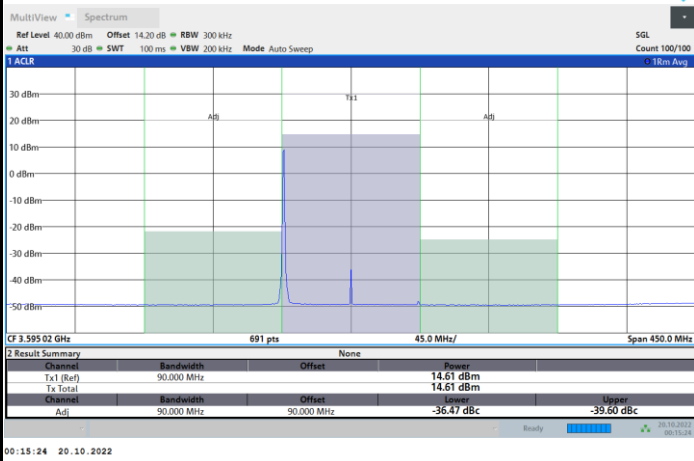 MultiView Spectrum
Ref Level 40.00 dBm Offset 14.20 dB RBW 300 kHz SGL
Att 30 dB SWT 100 ms VBW 200 kHz Mode Auto Sweep Count 100/100
1 ACLR 1Rm Avg
30 dBm
Tx1
20 dBm Adj Adj
10 dBm
0 dBm
-10 dBm
-20 dBm
-30 dBm
-40 dBm
-50 dBm
CF 3.595 02 GHz 691 pts 45.0 MHz/ Span 450.0 MHz
2 Result Summary None
Channel Bandwidth Offset Power
Tx1 (Ref) 90.000 MHz 14.61 dBm
Tx Total 14.61 dBm
Channel Bandwidth Offset Lower Upper
Adj 90.000 MHz 90.000 MHz -36.47 dBc -39.60 dBc
Ready 20.10.2022
00:15:24
00:15:24 20.10.2022